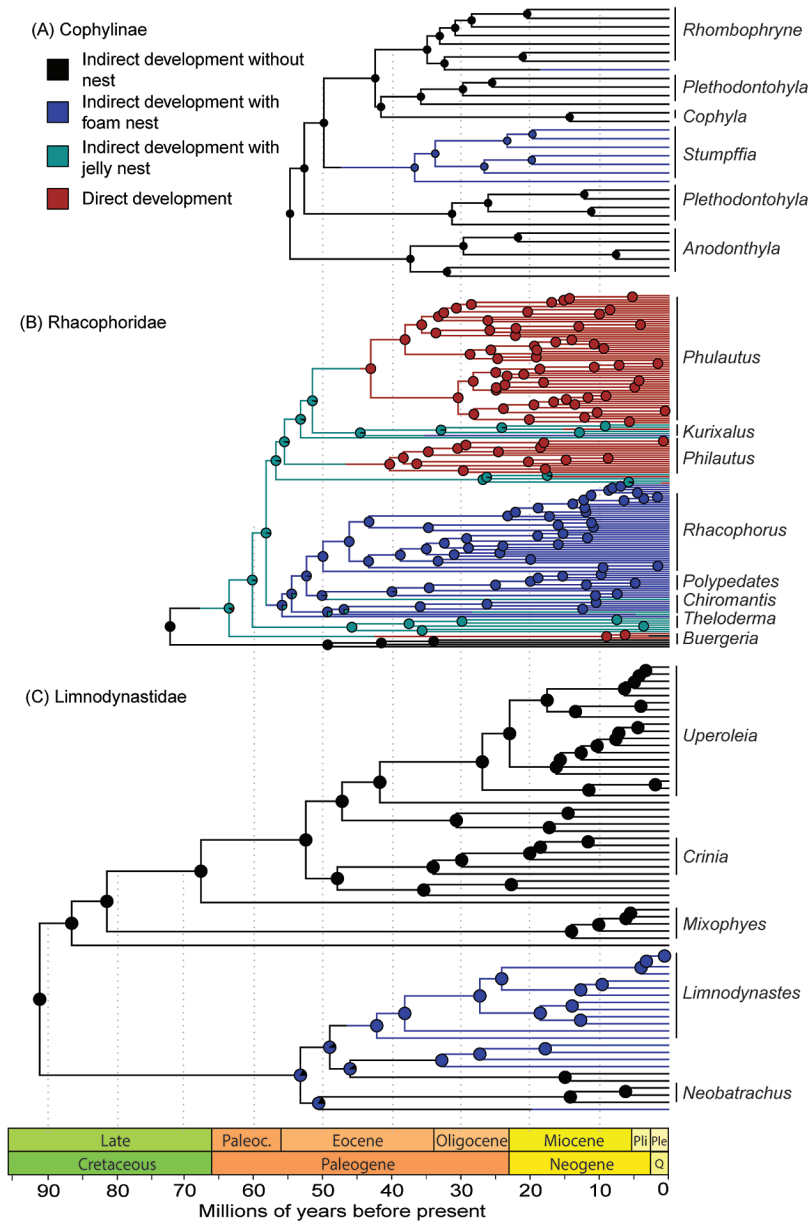 (A) Cophylinae
Indirect development without
nest
Indirect development with
foam nest
Indirect development with
jelly nest
Direct development
Rhombophryne
Plethodontohyla
Cophyla
Stumpffia
Plethodontohyla
Anodonthyla
(B) Rhacophoridae
Phulautus
Kurixalus
Philautus
Rhacophorus
Polypedates
Chiromantis
Theloderma
Buergeria
(C) Limnodynastidae
Uperoleia
Crinia
Mixophyes
Limnodynastes
Neobatrachus
Late Paleoc. Eocene Oligocene Miocene Pli Ple
Cretaceous Paleogene Neogene Q
90 80 70 60 50 40 30 20 10 0
Millions of years before present